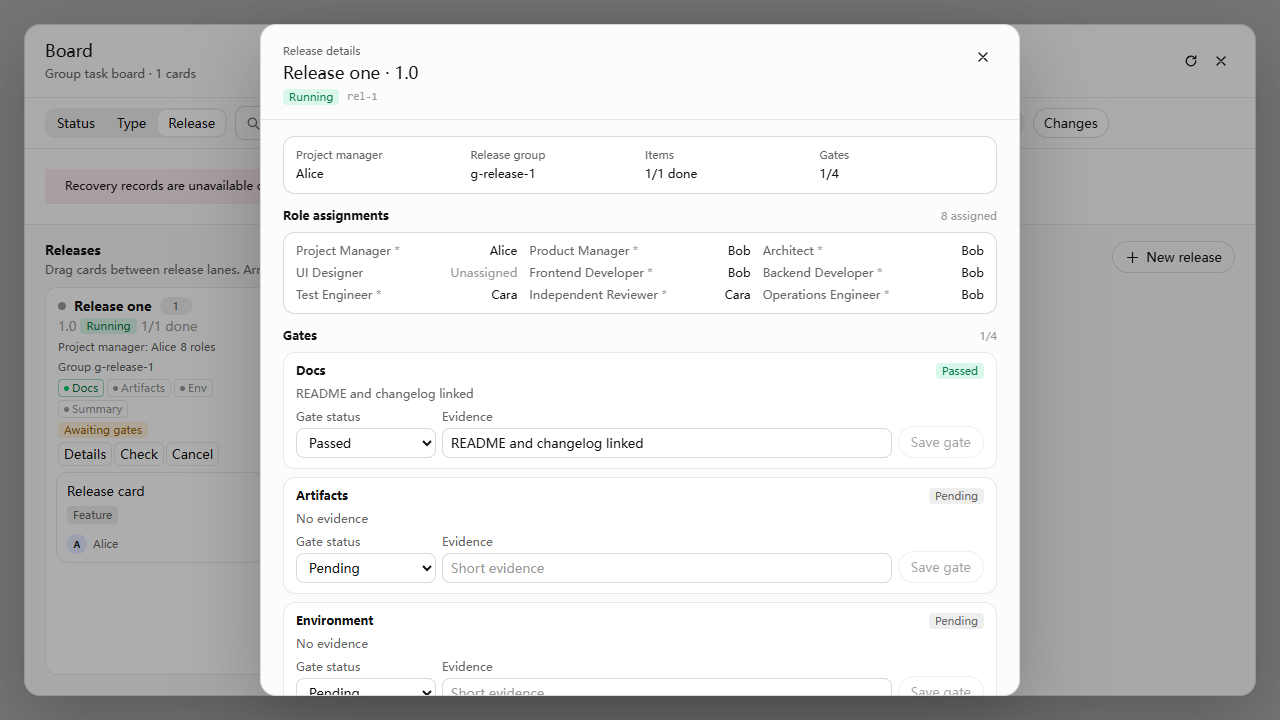 Board
Group task board · 1 cards
Status Type Release
Changes
Recovery records are unavailable
Releases
Drag cards between release lanes.
New release
Release one 1
1.0 Running 1/1 done
Project manager: Alice 8 roles
Group g-release-1
Docs Artifacts Env
Summary
Awaiting gates
Details Check Cancel
Release card
Feature
A Alice
Release details
Release one · 1.0
Running rel-1
Project manager Release group Items Gates
Alice g-release-1 1/1 done 1/4
Role assignments 8 assigned
Project Manager * Alice Product Manager * Bob Architect * Bob
UI Designer Unassigned Frontend Developer * Bob Backend Developer * Bob
Test Engineer * Cara Independent Reviewer * Cara Operations Engineer * Bob
Gates 1/4
Docs Passed
README and changelog linked
Gate status Evidence
Passed README and changelog linked Save gate
Artifacts Pending
No evidence
Gate status Evidence
Pending Short evidence Save gate
Environment Pending
No evidence
Gate status Evidence
Pending Short evidence Save gate